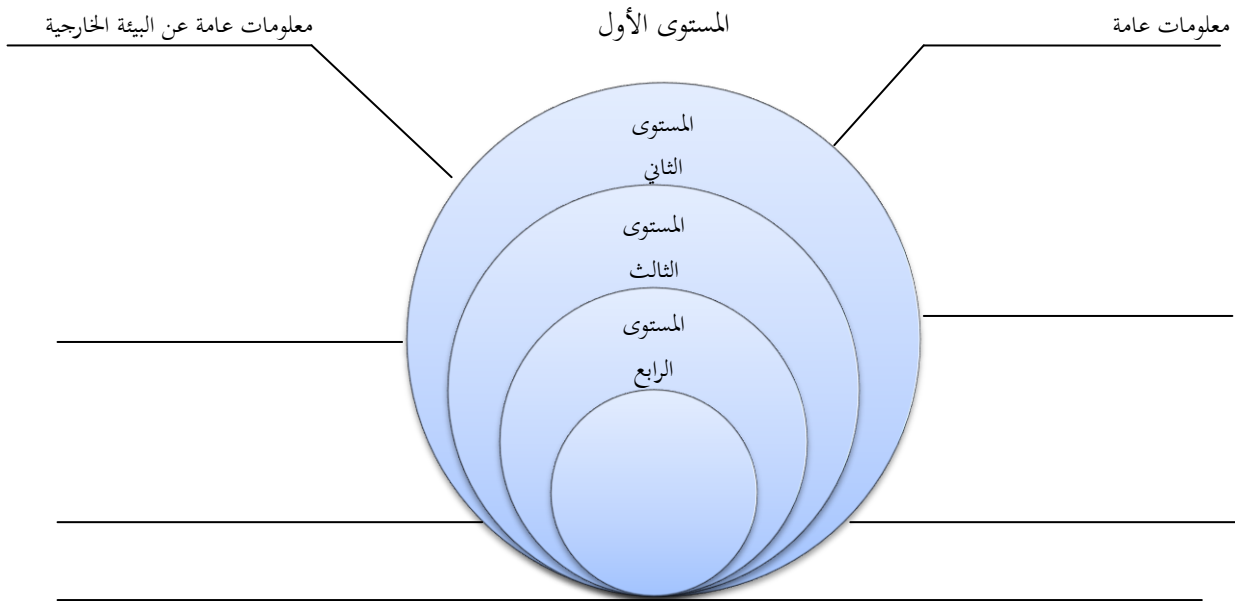 معلومات عامة
المستوى الأول
معلومات عامة عن البيئة الخارجية
المستوى
الثاني
المستوى
الثالث
المستوى
الرابع